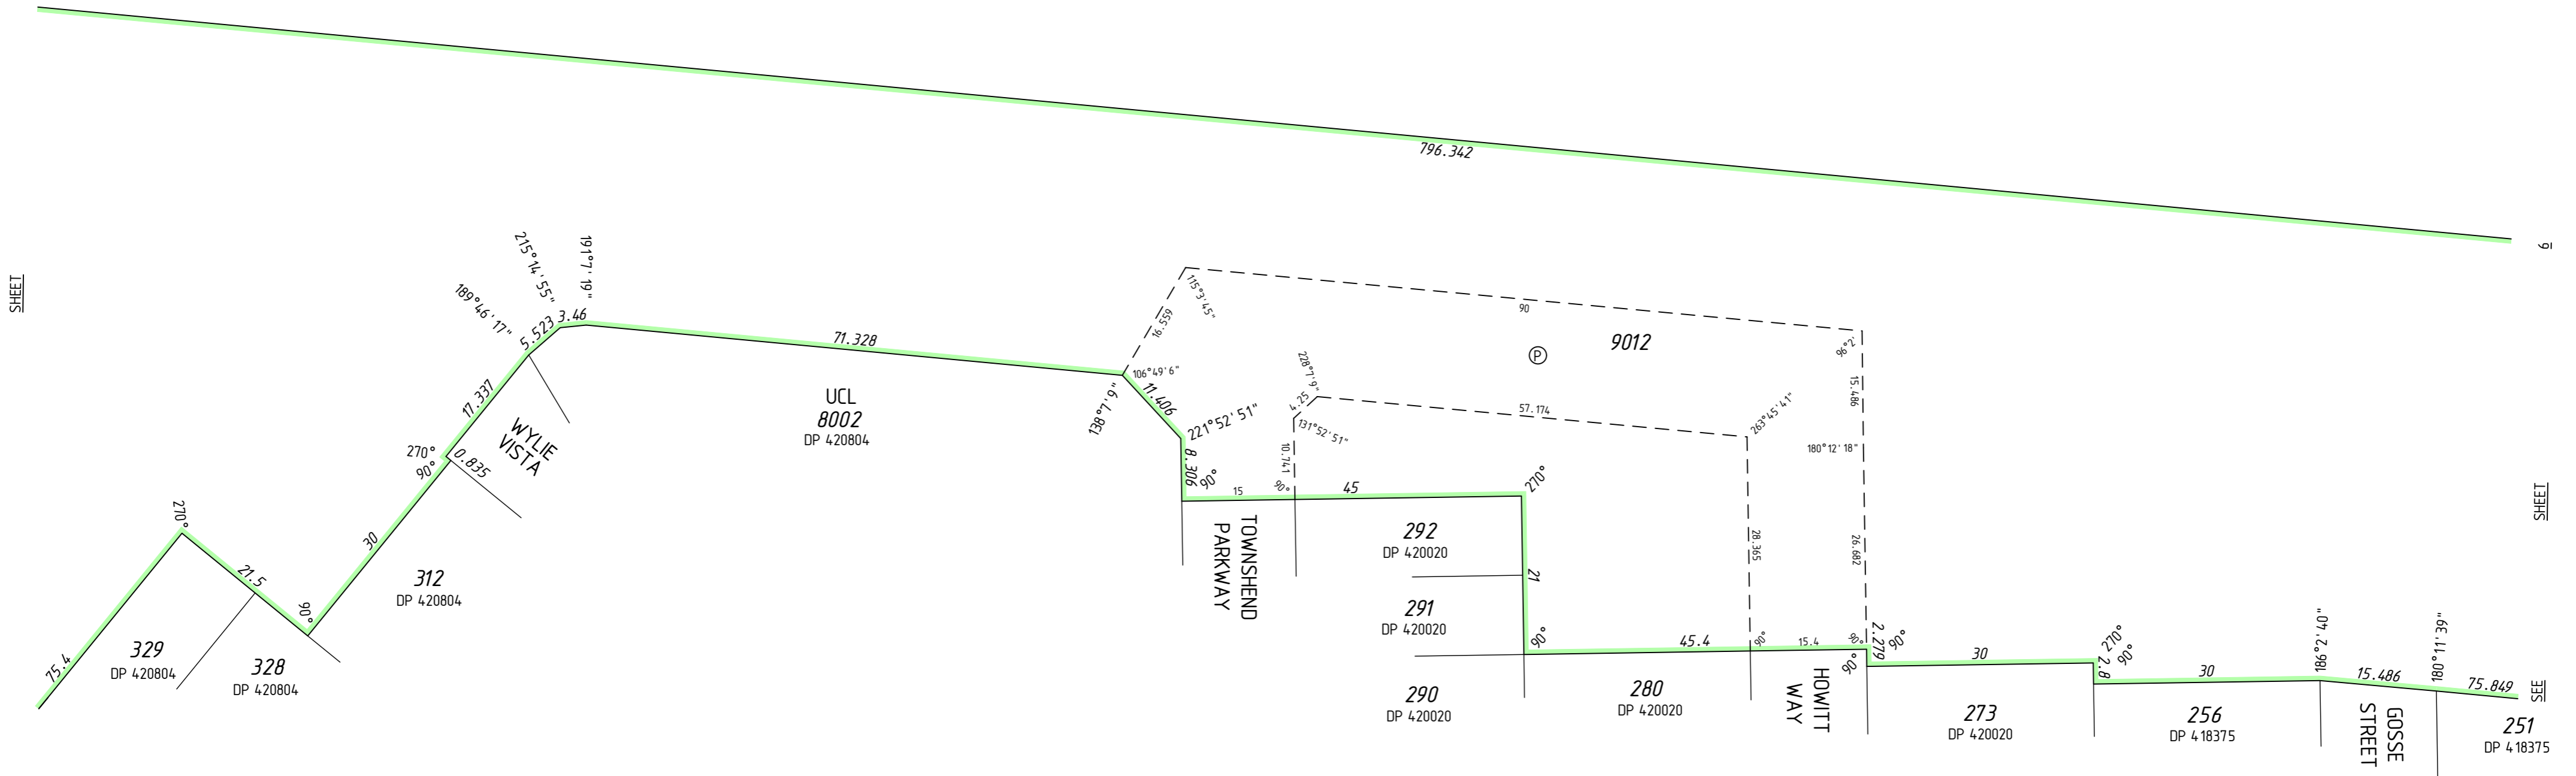 796.342
6
SHEET
215°14'55"
191°7'19"
189°46'17"
5.523
3.46
17.337
71.328
UCL
8002
DP 420804
WYLIE
VISTA
270°
90°
0.835
270°
30
21.5
90°
312
DP 420804
329
DP 420804
328
DP 420804
75.4
115°3'45"
16.559
90
9012
P
96°2'
106°49'6"
11.406
138°7'9"
221°52'51"
228°7'9"
4.25
131°52'51"
57.174
263°45'41"
15.486
180°12'18"
10.741
8.306
90°
15
90°
45
270°
TOWNSHEND
PARKWAY
292
DP 420020
21
291
DP 420020
90°
290
DP 420020
28.365
26.682
45.4
90°
15.4
90°
90°
2.279
90°
280
DP 420020
HOWITT
WAY
30
270°
90°
2.8
273
DP 420020
30
186°2'40"
256
DP 418375
15.486
180°11'39"
75.849
GOSSE
STREET
251
DP 418375
SEE
SHEET